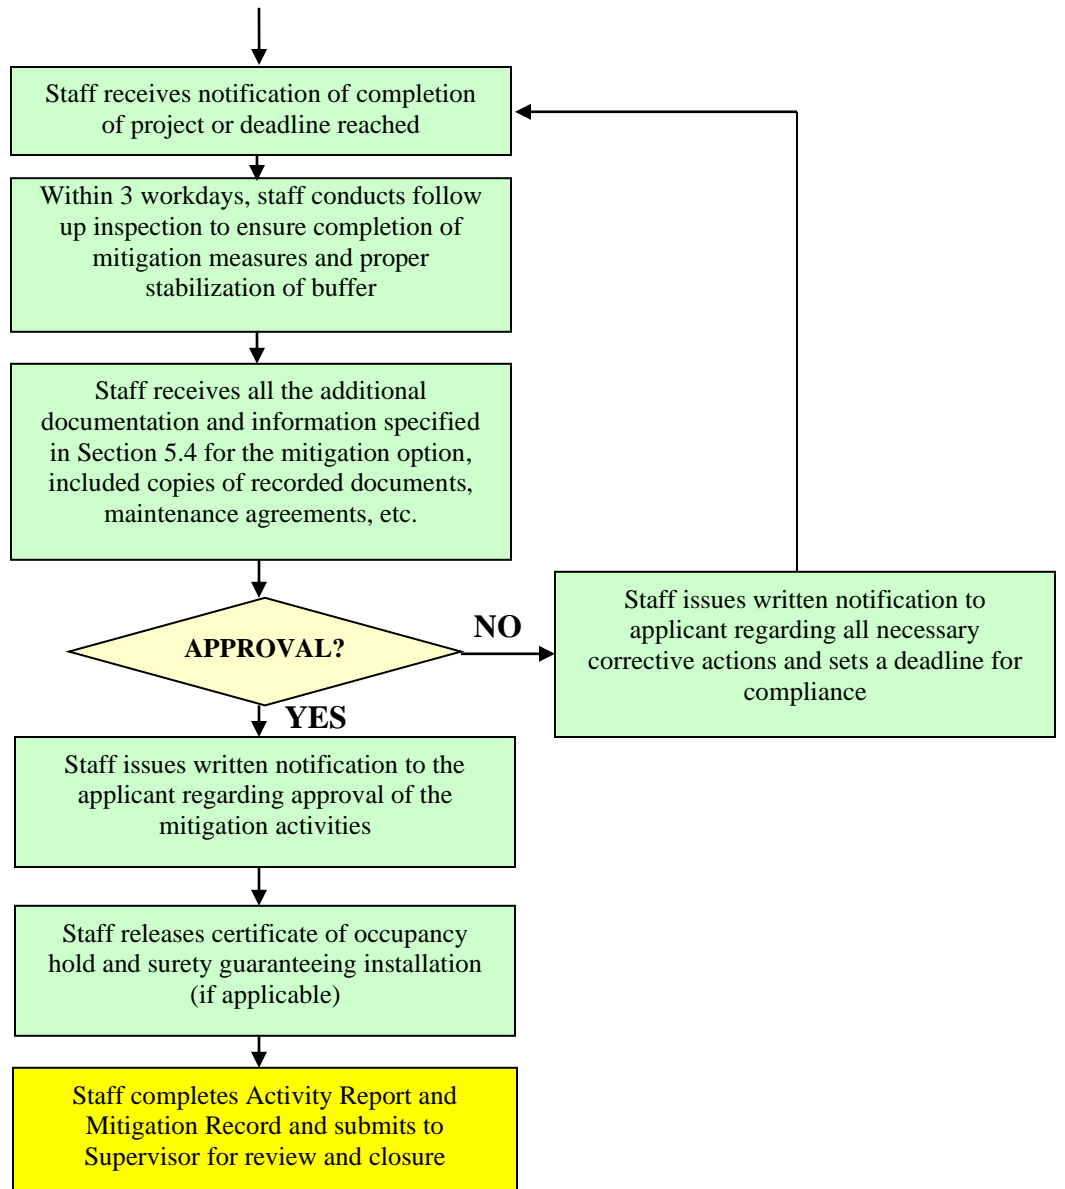 Staff receives notification of completion
of project or deadline reached
Within 3 workdays, staff conducts follow
up inspection to ensure completion of
mitigation measures and proper
stabilization of buffer
Staff receives all the additional
documentation and information specified
in Section 5.4 for the mitigation option,
included copies of recorded documents,
maintenance agreements, etc.
APPROVAL?
NO
Staff issues written notification to
applicant regarding all necessary
corrective actions and sets a deadline for
compliance
YES
Staff issues written notification to the
applicant regarding approval of the
mitigation activities
Staff releases certificate of occupancy
hold and surety guaranteeing installation
(if applicable)
Staff completes Activity Report and
Mitigation Record and submits to
Supervisor for review and closure